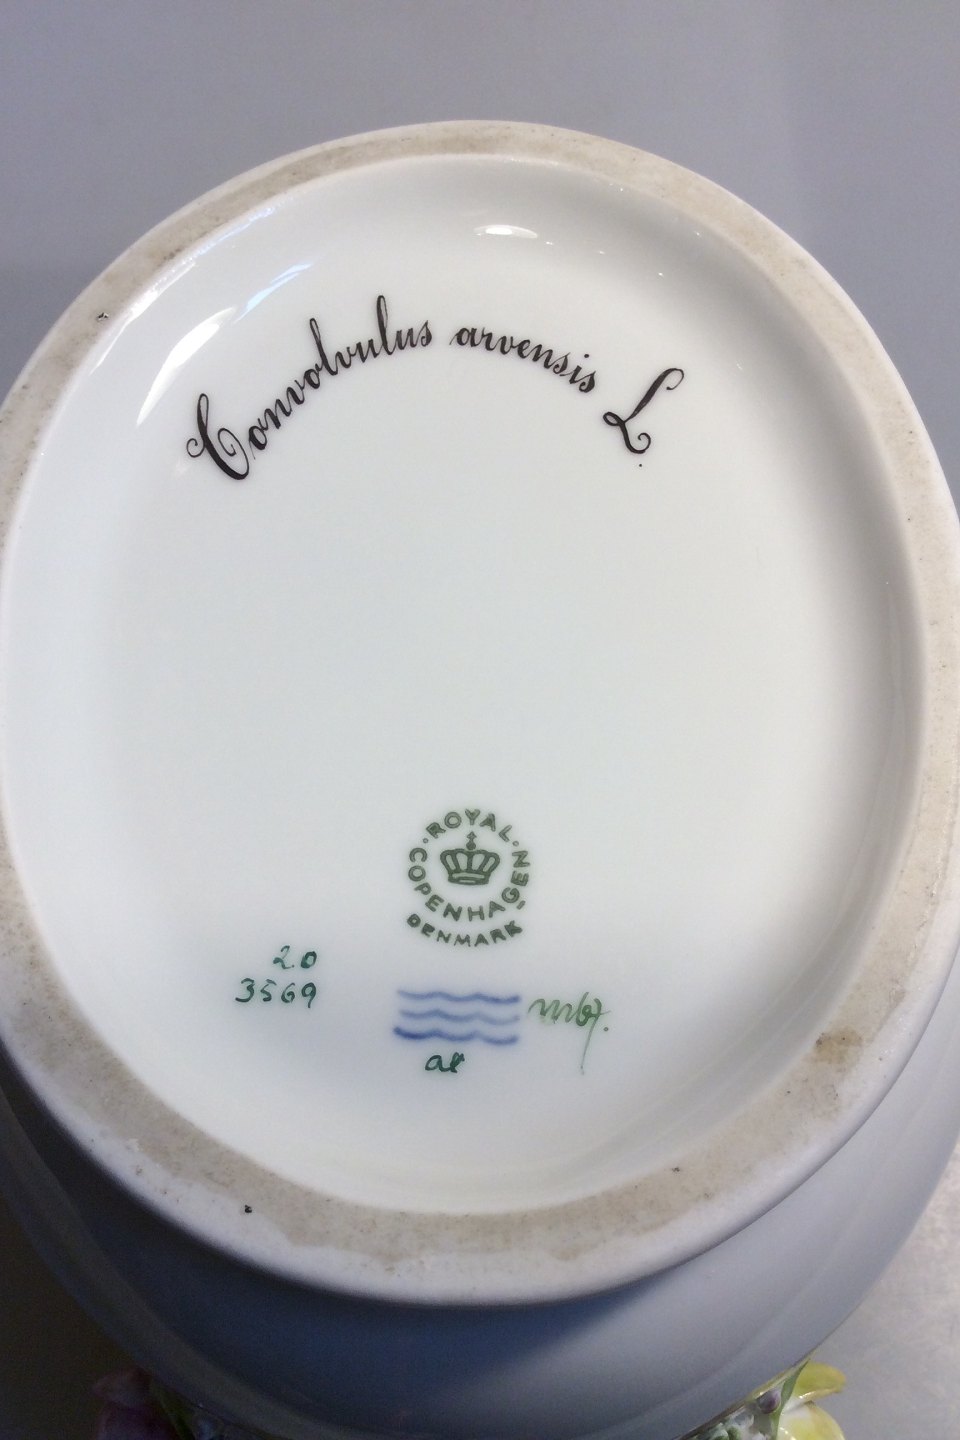 Convolvulus arvensis L.
ROYAL
COPENHAGEN
DENMARK
20
3569